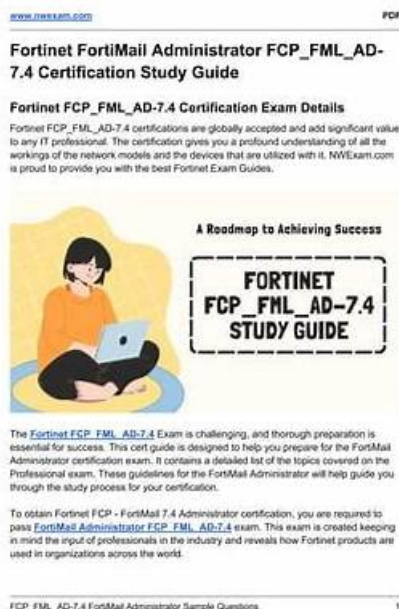 www.nwexam.com
PDF
Fortinet FortiMail Administrator FCP_FML_AD-
7.4 Certification Study Guide
Fortinet FCP_FML_AD-7.4 Certification Exam Details
Fortinet FCP_FML_AD-7.4 certifications are globally accepted and add significant value
to any IT professional. The certification gives you a profound understanding of all the
workings of the network models and the devices that are utilized with it. NWExam.com
is proud to provide you with the best Fortinet Exam Guides.
A Roadmap to Achieving Success
FORTINET
FCP_FML_AD-7.4
STUDY GUIDE
The Fortinet FCP_FML_AD-7.4 Exam is challenging, and thorough preparation is
essential for success. This cert guide is designed to help you prepare for the FortiMail
Administrator certification exam. It contains a detailed list of the topics covered on the
Professional exam. These guidelines for the FortiMail Administrator will help guide you
through the study process for your certification.
To obtain Fortinet FCP - FortiMail 7.4 Administrator certification, you are required to
pass FortiMail Administrator FCP_FML_AD-7.4 exam. This exam is created keeping
in mind the input of professionals in the industry and reveals how Fortinet products are
used in organizations across the world.
FCP_FML_AD-7.4 FortiMail Administrator Sample Questions